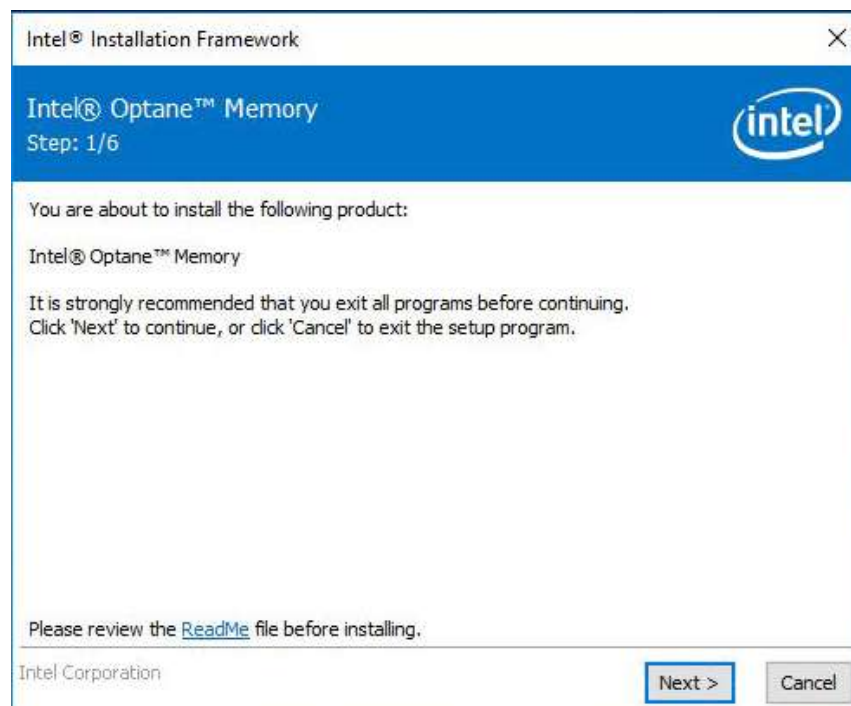 Intel® Installation Framework
Intel® Optane™ Memory
Step: 1/6
intel
You are about to install the following product:
Intel® Optane™ Memory
It is strongly recommended that you exit all programs before continuing.
Click 'Next' to continue, or click 'Cancel' to exit the setup program.
Please review the ReadMe file before installing.
Intel Corporation
Next >
Cancel